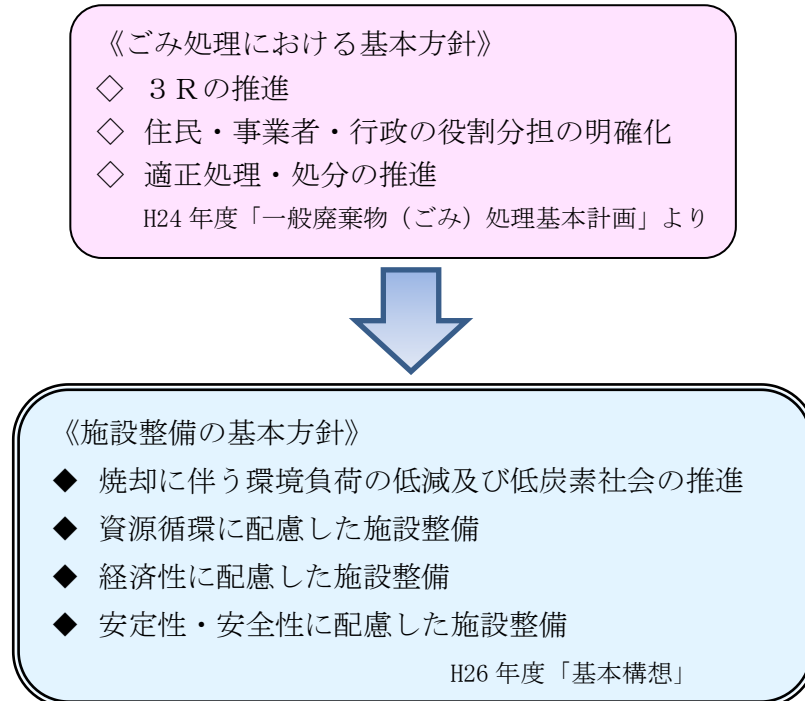 《ごみ処理における基本方針》
◇ ３Ｒの推進
◇ 住民・事業者・行政の役割分担の明確化
◇ 適正処理・処分の推進
H24 年度「一般廃棄物（ごみ）処理基本計画」より
《施設整備の基本方針》
◆ 焼却に伴う環境負荷の低減及び低炭素社会の推進
◆ 資源循環に配慮した施設整備
◆ 経済性に配慮した施設整備
◆ 安定性・安全性に配慮した施設整備
H26 年度「基本構想」